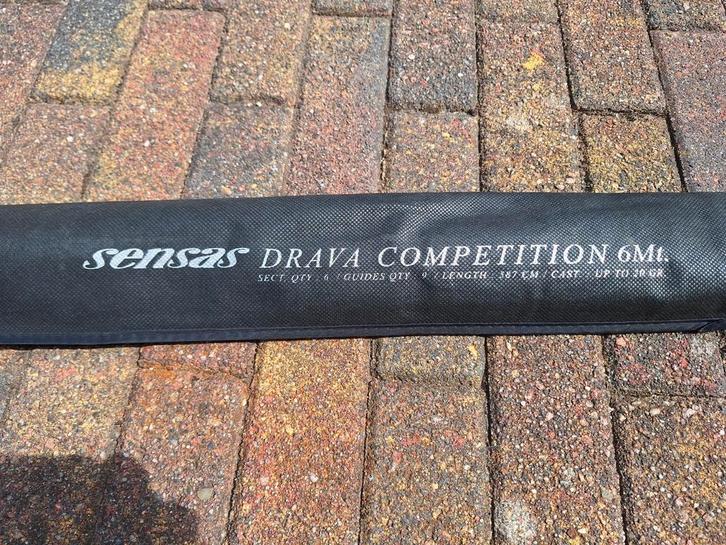 sensas DRAVA COMPETITION 6Mt.
SECT. QTY : 6 / GUIDES QTY : 9 / LENGTH : 587 CM / CAST : UP TO 20 GR.